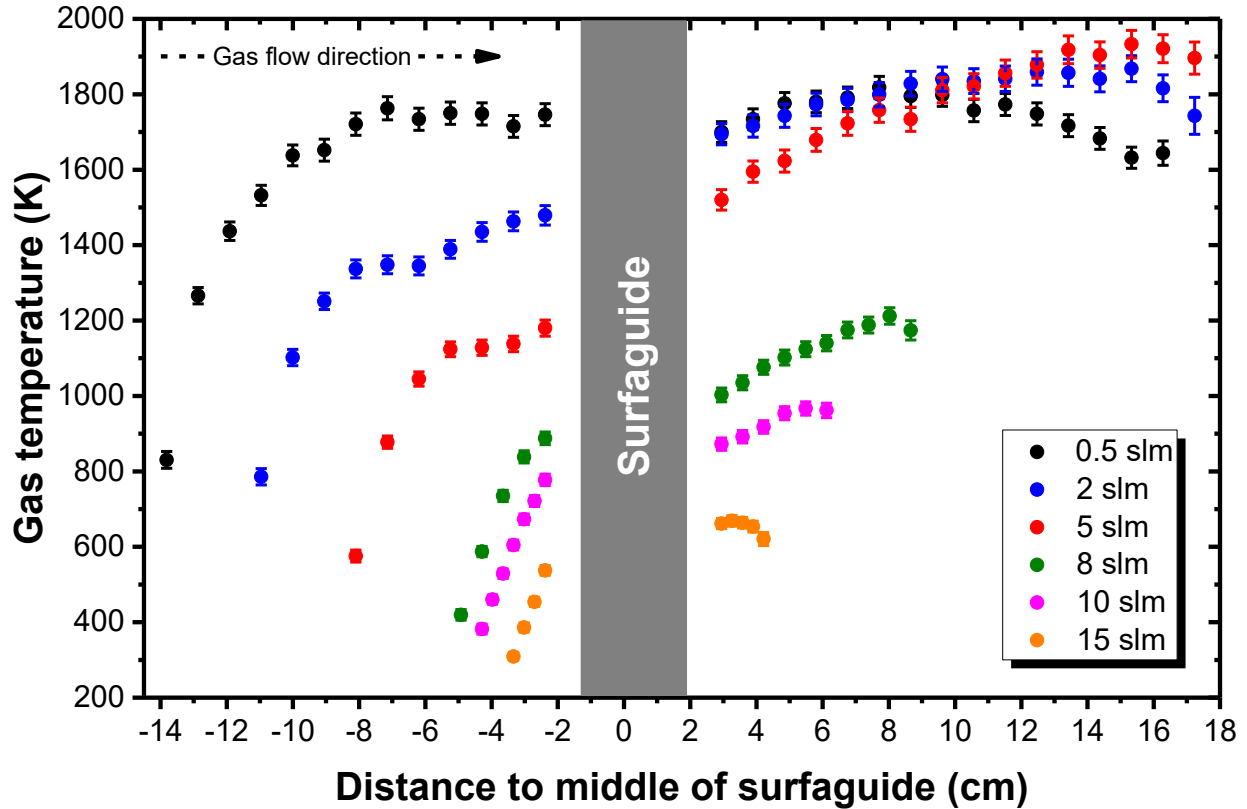 2000
1800
1600
1400
1200
1000
800
600
400
200
Gas temperature (K)
Gas flow direction
Surfaguide
0.5 slm
2 slm
5 slm
8 slm
10 slm
15 slm
-14 -12 -10 -8 -6 -4 -2 0 2 4 6 8 10 12 14 16 18
Distance to middle of surfaguide (cm)